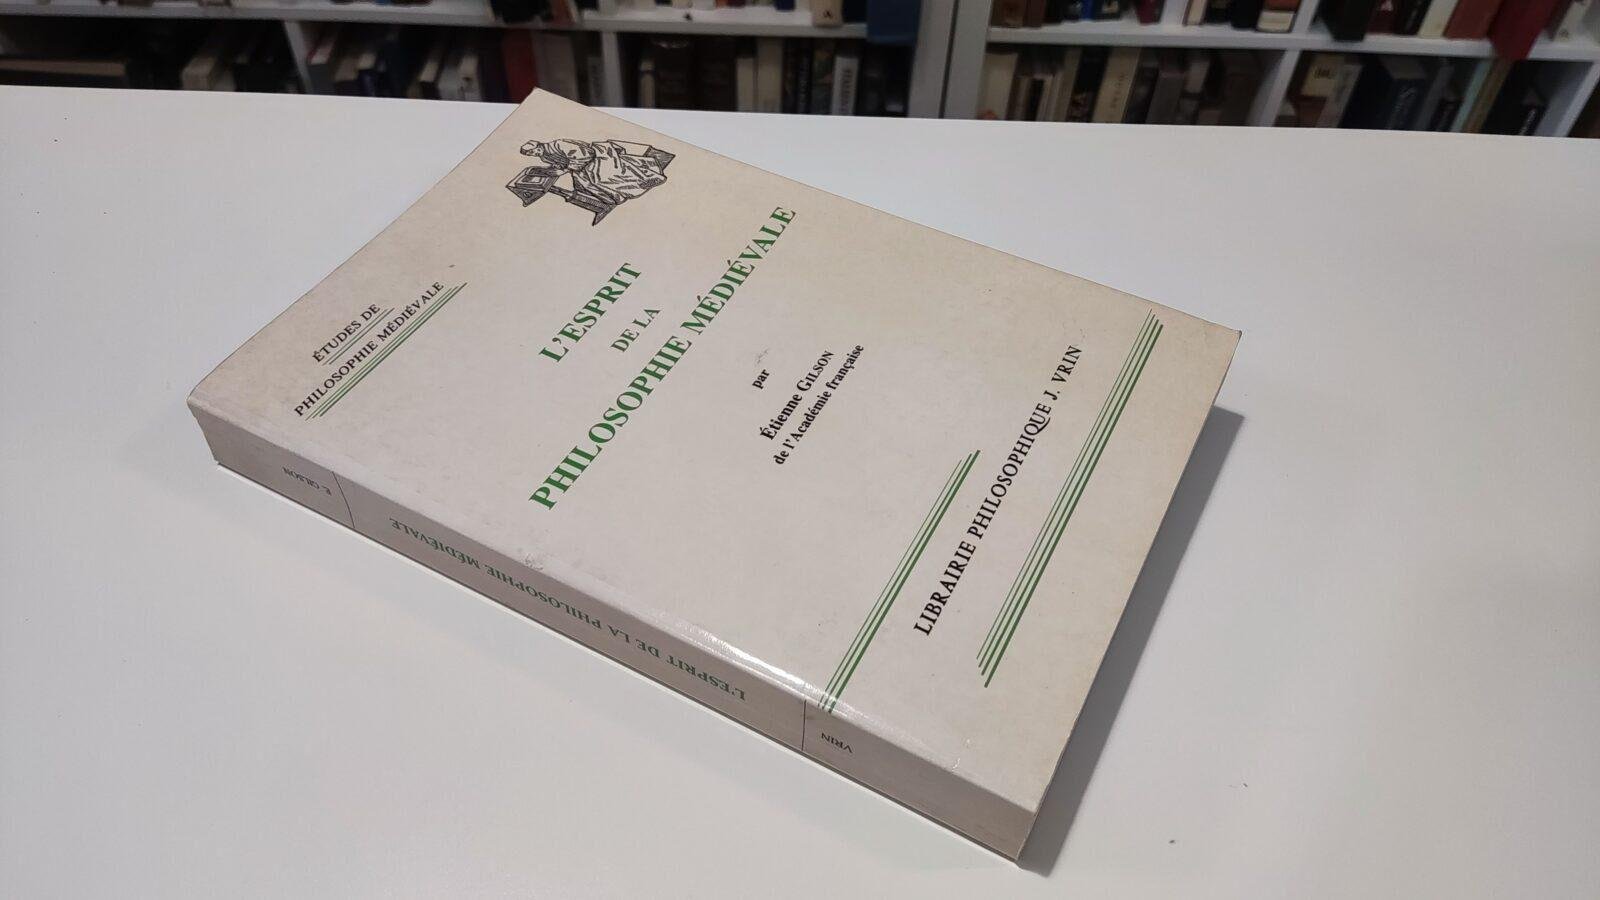 ÉTUDES DE
PHILOSOPHIE MÉDIÉVALE
L'ESPRIT
DE LA
PHILOSOPHIE MÉDIÉVALE
par
Étienne GILSON
de l'Académie française
LIBRAIRIE PHILOSOPHIQUE J. VRIN
E. GILSON
L'ESPRIT DE LA PHILOSOPHIE MÉDIÉVALE
VRIN